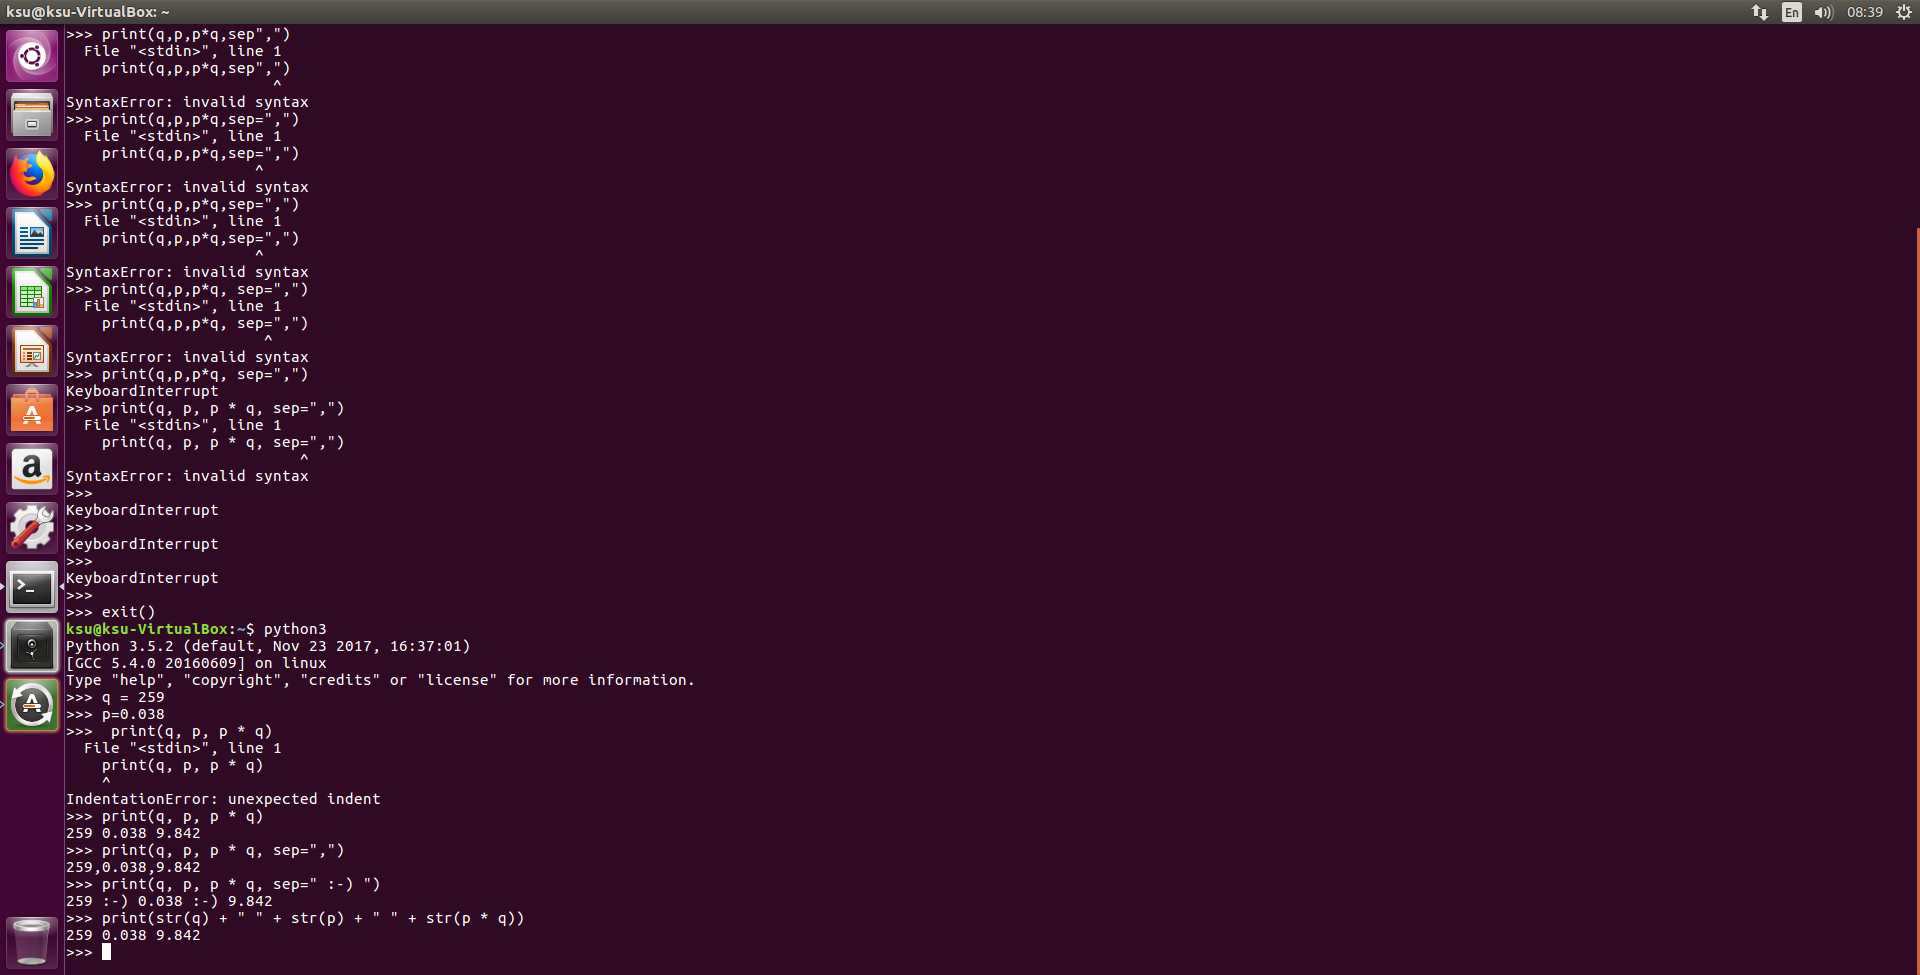 ksu@ksu-VirtualBox: ~
En
08:39
>>> print(q,p,p*q,sep",")
  File "<stdin>", line 1
    print(q,p,p*q,sep",")
                       ^
SyntaxError: invalid syntax
>>> print(q,p,p*q,sep=",")
  File "<stdin>", line 1
    print(q,p,p*q,sep=",")
                     ^
SyntaxError: invalid syntax
>>> print(q,p,p*q,sep=",")
  File "<stdin>", line 1
    print(q,p,p*q,sep=",")
                     ^
SyntaxError: invalid syntax
>>> print(q,p,p*q, sep=",")
  File "<stdin>", line 1
    print(q,p,p*q, sep=",")
                      ^
SyntaxError: invalid syntax
>>> print(q,p,p*q, sep=",")
KeyboardInterrupt
>>> print(q, p, p * q, sep=",")
  File "<stdin>", line 1
    print(q, p, p * q, sep=",")
                          ^
SyntaxError: invalid syntax
>>>
KeyboardInterrupt
>>>
KeyboardInterrupt
>>>
KeyboardInterrupt
>>>
>>> exit()
ksu@ksu-VirtualBox:~$ python3
Python 3.5.2 (default, Nov 23 2017, 16:37:01)
[GCC 5.4.0 20160609] on linux
Type "help", "copyright", "credits" or "license" for more information.
>>> q = 259
>>> p=0.038
>>>  print(q, p, p * q)
  File "<stdin>", line 1
    print(q, p, p * q)
    ^
IndentationError: unexpected indent
>>> print(q, p, p * q)
259 0.038 9.842
>>> print(q, p, p * q, sep=",")
259,0.038,9.842
>>> print(q, p, p * q, sep=" :-) ")
259 :-) 0.038 :-) 9.842
>>> print(str(q) + " " + str(p) + " " + str(p * q))
259 0.038 9.842
>>>